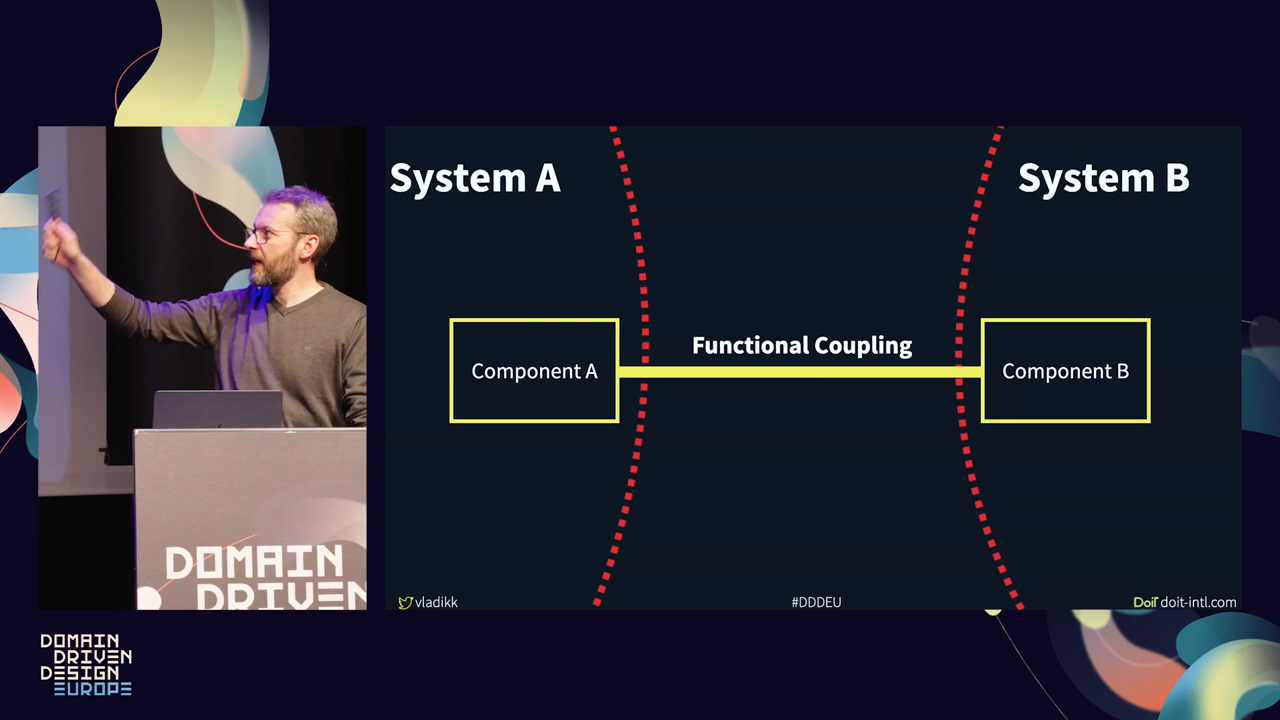 System A
System B
Functional Coupling
Component A
Component B
vladikk
#DDDEU
DoiT doit-intl.com
DOMAIN
DRIVEN
DOMAIN
DRIVEN
DESIGN
EUROPE